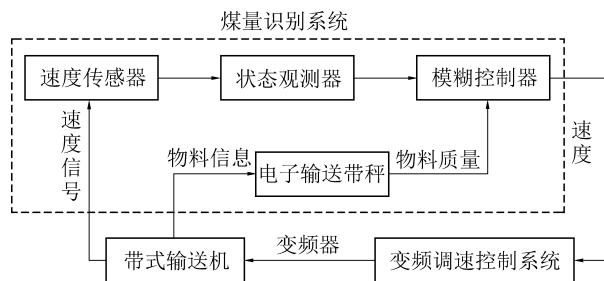 煤量识别系统
速度传感器
状态观测器
模糊控制器
速度信号
物料信息
电子输送带秤
物料质量
速度
带式输送机
变频器
变频调速控制系统